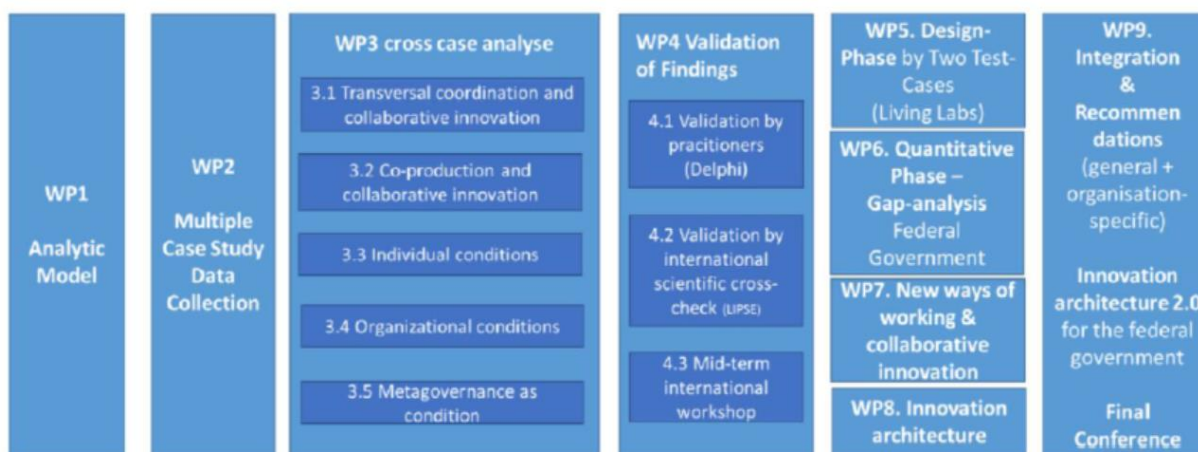 WP1
Analytic
Model
WP2
Multiple
Case Study
Data
Collection
WP3 cross case analyse
3.1 Transversal coordination and
collaborative innovation
3.2 Co-production and
collaborative innovation
3.3 Individual conditions
3.4 Organizational conditions
3.5 Metagovernance as
condition
WP4 Validation
of Findings
4.1 Validation by
pracitioners
(Delphi)
4.2 Validation by
international
scientific cross-
check (LIPSE)
4.3 Mid-term
international
workshop
WP5. Design-
Phase by Two Test-
Cases
(Living Labs)
WP6. Quantitative
Phase –
Gap-analysis
Federal
Government
WP7. New ways of
working &
collaborative
innovation
WP8. Innovation
architecture
WP9.
Integration
&
Recommen
dations
(general +
organisation-
specific)
Innovation
architecture 2.0
for the federal
government
Final
Conference